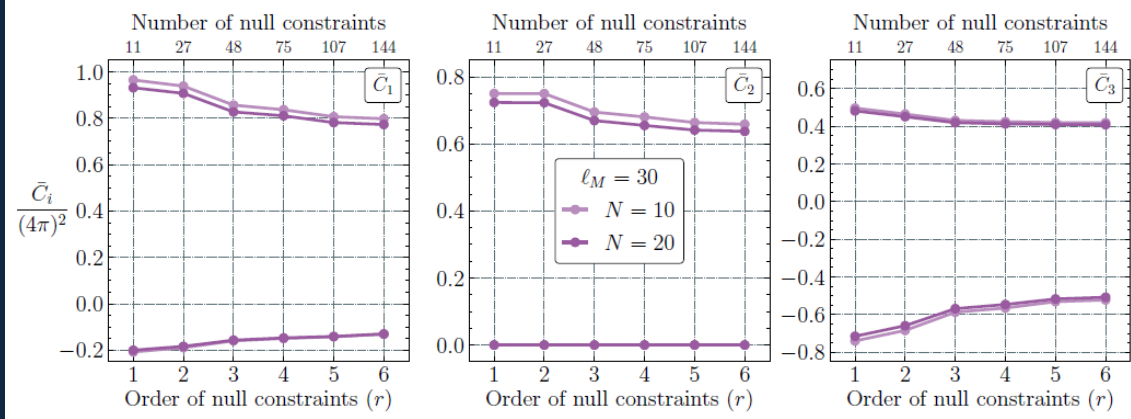 Number of null constraints
11 27 48 75 107 144
C̄₁
1.0
0.8
0.6
0.4
0.2
0.0
−0.2
C̄ᵢ
(4π)²
1 2 3 4 5 6
Order of null constraints (r)
Number of null constraints
11 27 48 75 107 144
C̄₂
0.8
0.6
0.4
0.2
0.0
ℓ_M = 30
N = 10
N = 20
1 2 3 4 5 6
Order of null constraints (r)
Number of null constraints
11 27 48 75 107 144
C̄₃
0.6
0.4
0.2
0.0
−0.2
−0.4
−0.6
−0.8
1 2 3 4 5 6
Order of null constraints (r)